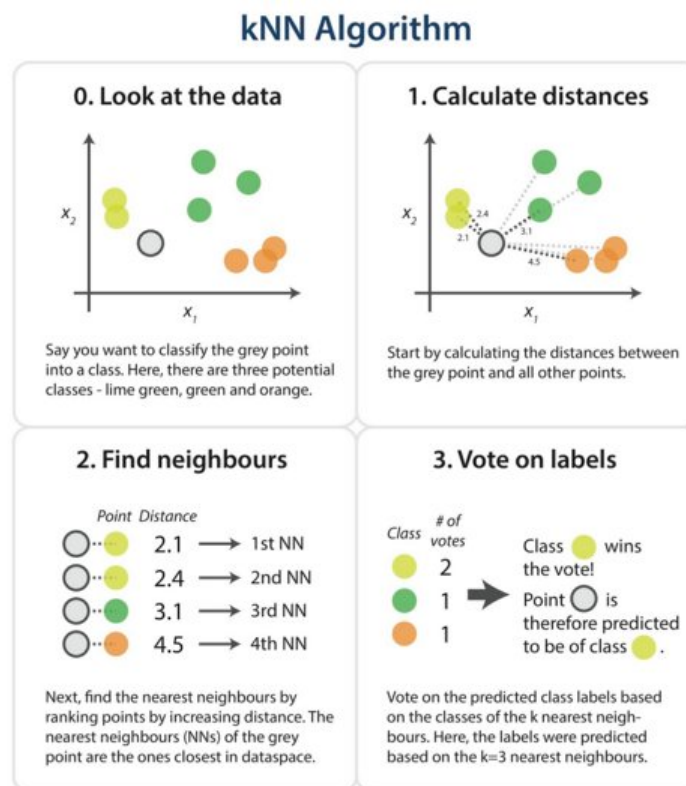 kNN Algorithm
0. Look at the data
X2
X1
Say you want to classify the grey point
into a class. Here, there are three potential
classes - lime green, green and orange.
1. Calculate distances
X2
2.4
2.1
3.1
4.5
X1
Start by calculating the distances between
the grey point and all other points.
2. Find neighbours
Point Distance
2.1 1st NN
2.4 2nd NN
3.1 3rd NN
4.5 4th NN
Next, find the nearest neighbours by
ranking points by increasing distance. The
nearest neighbours (NNs) of the grey
point are the ones closest in dataspace.
3. Vote on labels
Class # of votes
2
1
1
Class wins
the vote!
Point is
therefore predicted
to be of class .
Vote on the predicted class labels based
on the classes of the k nearest neigh-
bours. Here, the labels were predicted
based on the k=3 nearest neighbours.